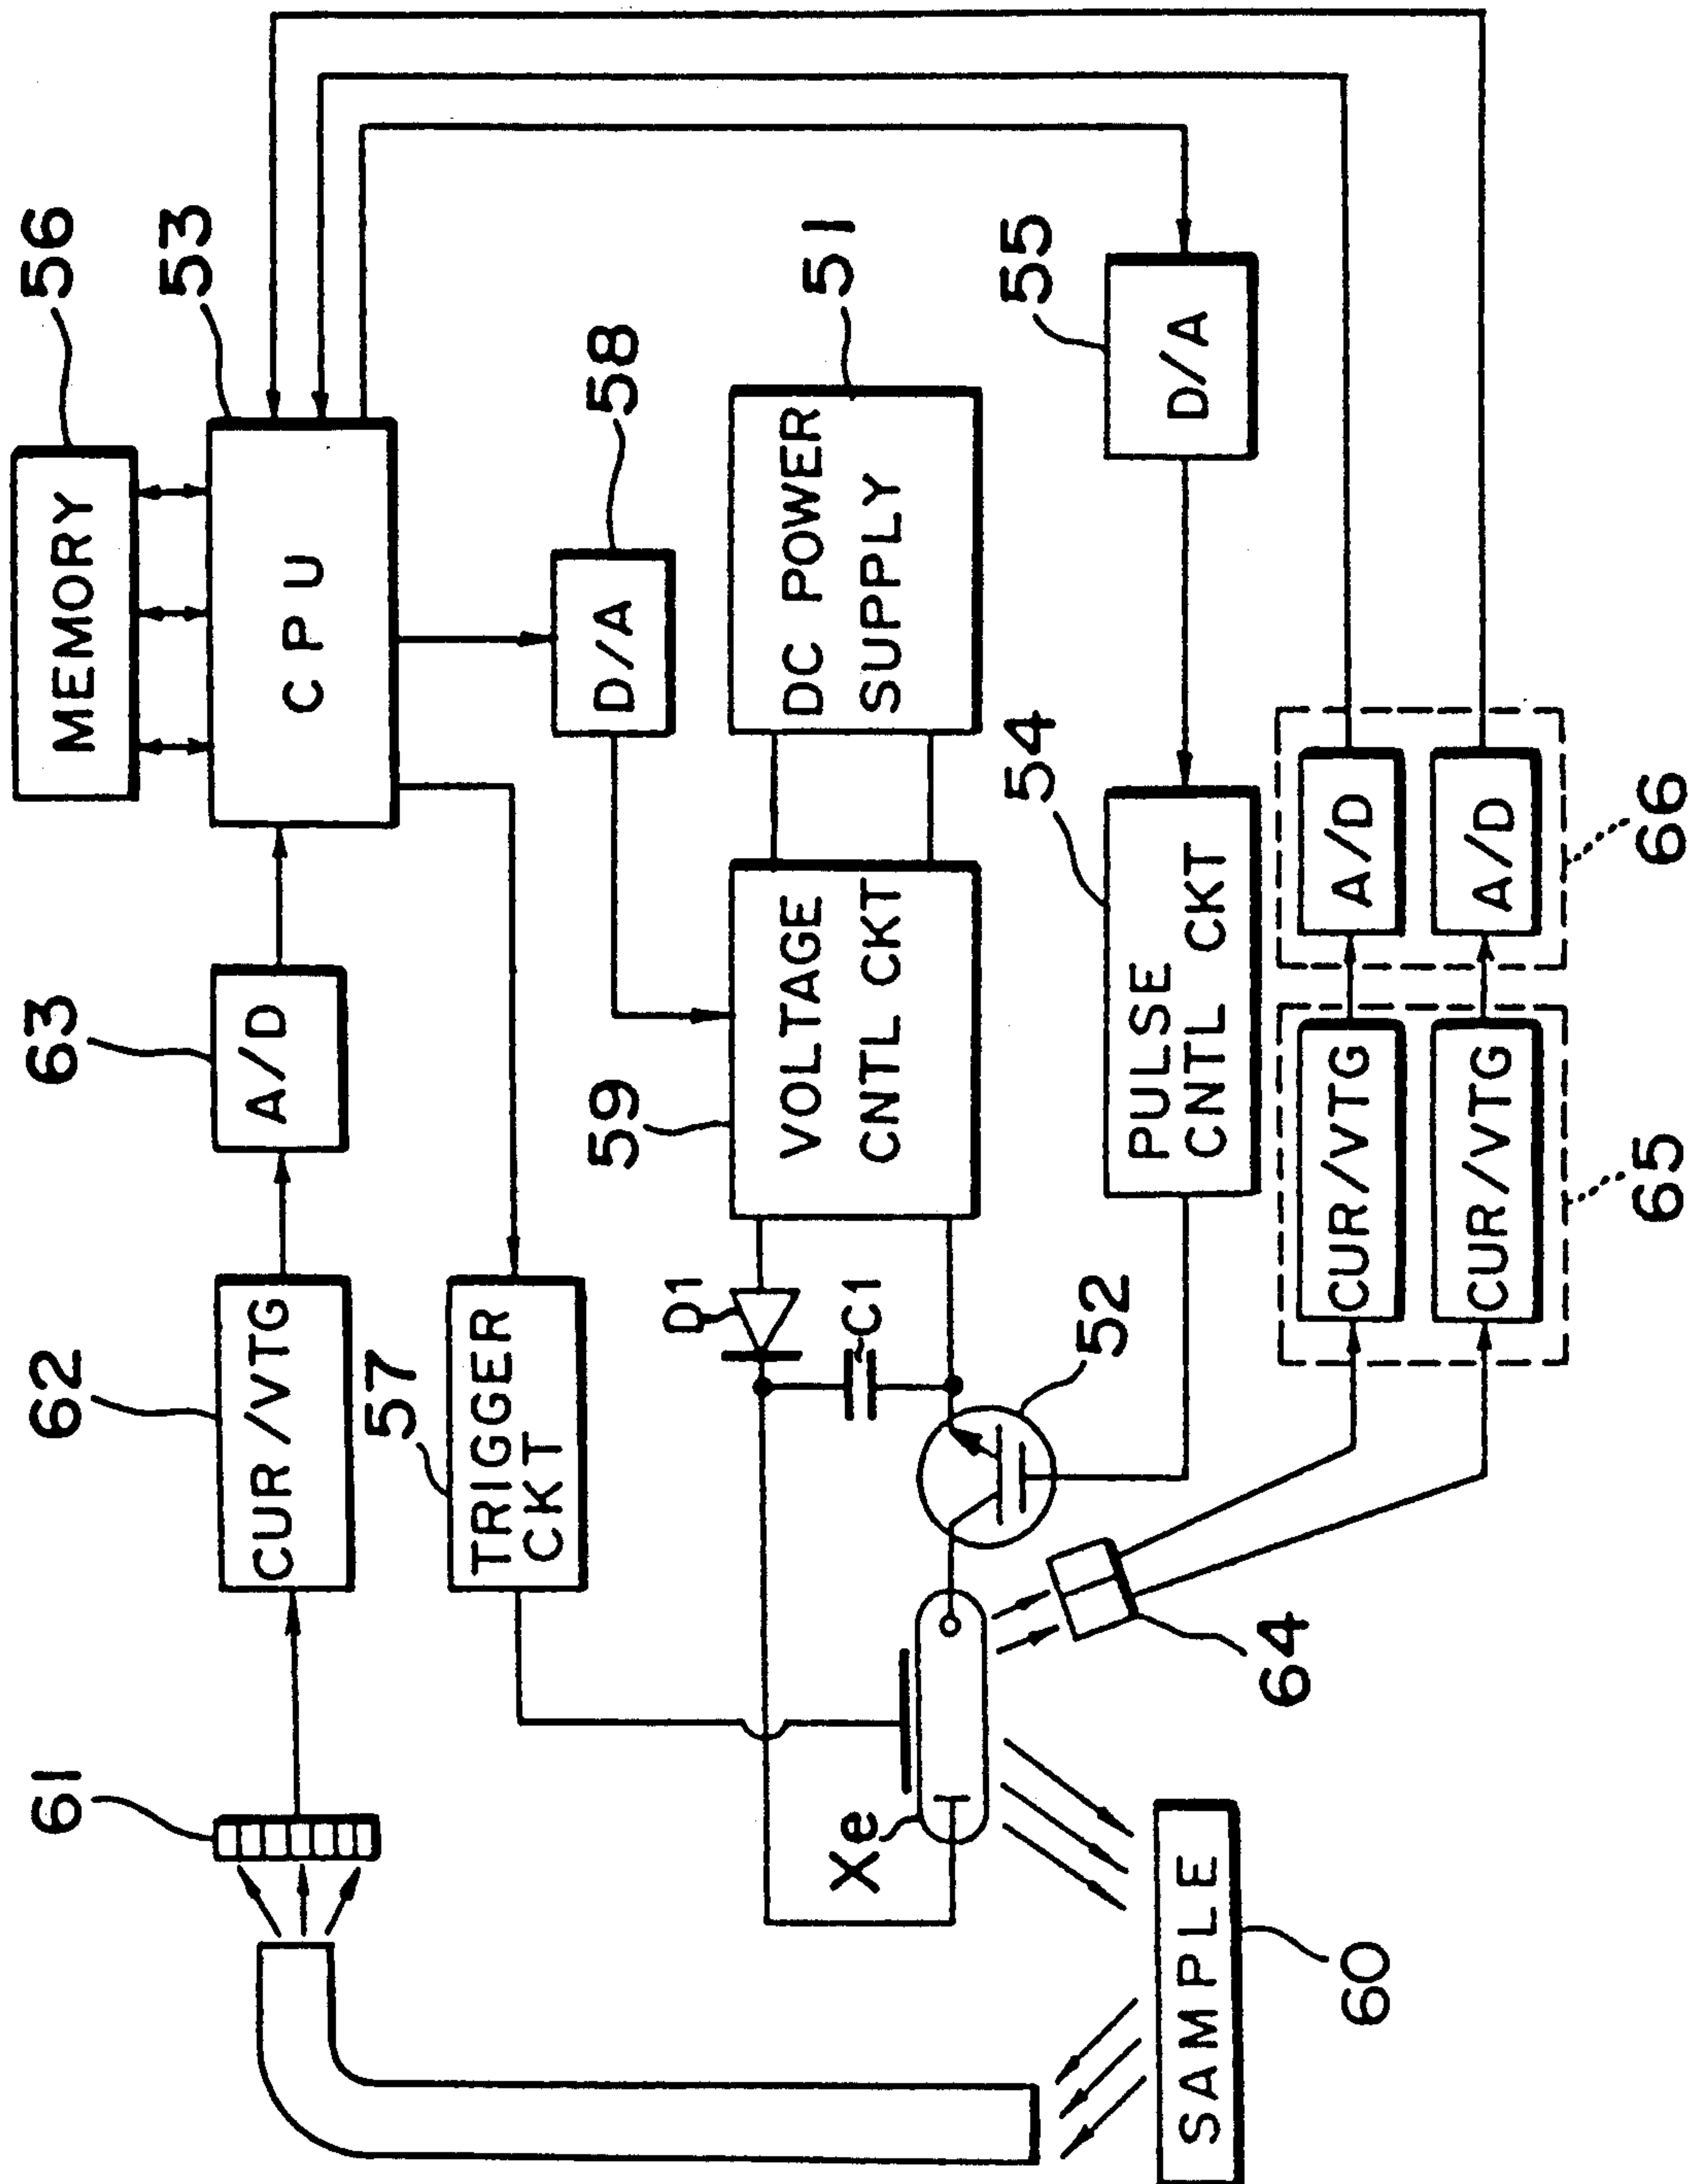 61
62
CUR/VTG
63
A/D
MEMORY
56
CPU
53
57
TRIGGER
CKT
D/A
58
Xe
D1
C1
59
VOLTAGE
CNTL CKT
DC POWER
SUPPLY
51
52
PULSE
CNTL CKT
54
D/A
55
SAMPLE
60
64
CUR/VTG
CUR/VTG
65
A/D
A/D
66